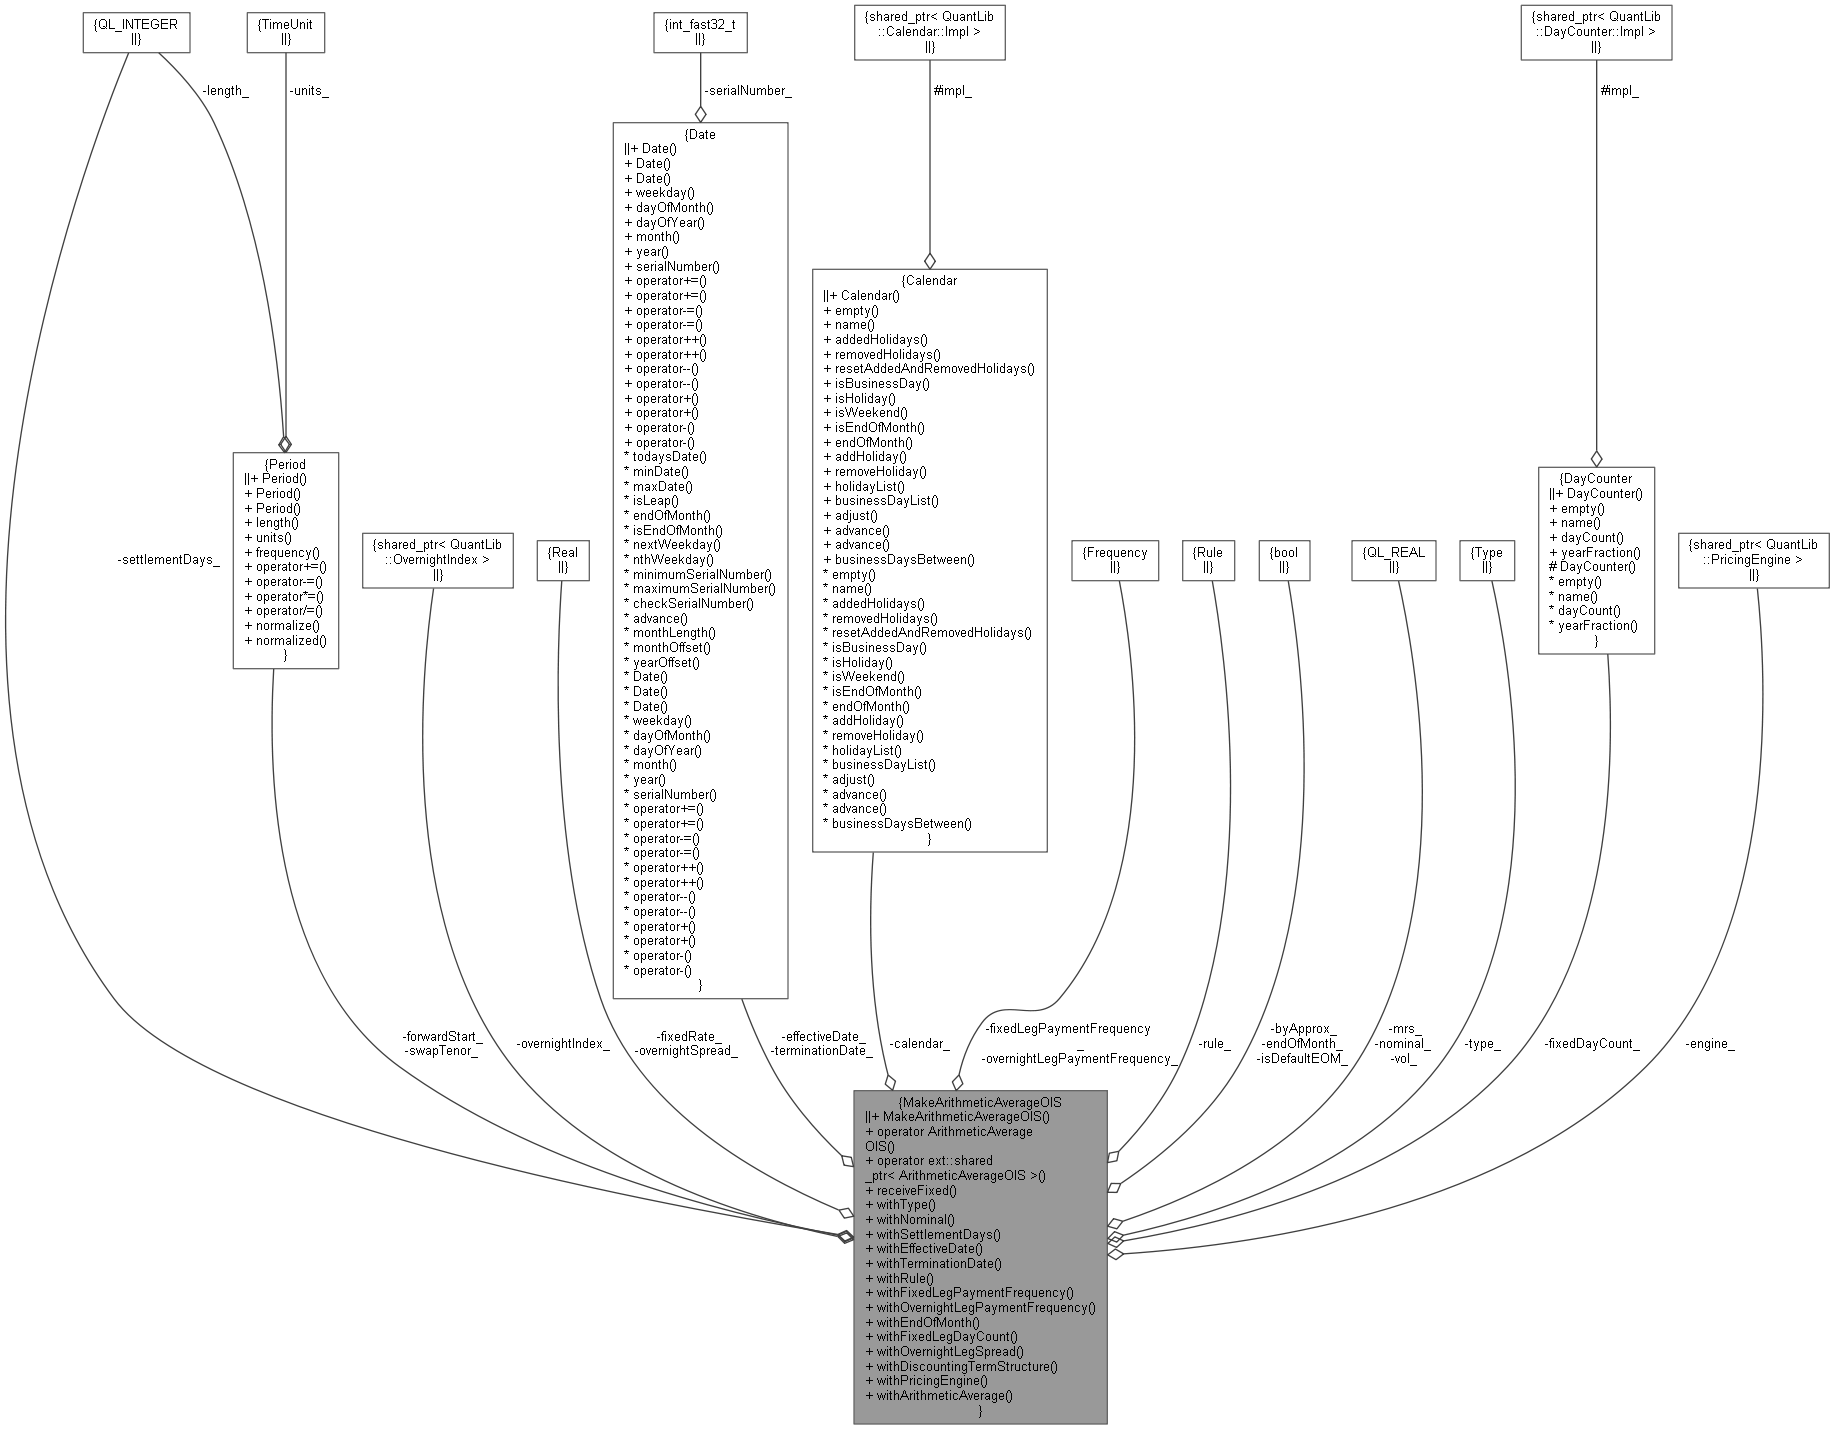 {QL_INTEGER
||}
{TimeUnit
||}
{int_fast32_t
||}
{shared_ptr< QuantLib
::Calendar::Impl >
||}
{shared_ptr< QuantLib
::DayCounter::Impl >
||}
-length_
-units_
-serialNumber_
#impl_
#impl_
{Date
||+ Date()
+ Date()
+ Date()
+ weekday()
+ dayOfMonth()
+ dayOfYear()
+ month()
+ year()
+ serialNumber()
+ operator+=()
+ operator+=()
+ operator-=()
+ operator-=()
+ operator++()
+ operator++()
+ operator--()
+ operator--()
+ operator+()
+ operator+()
+ operator-()
+ operator-()
* todaysDate()
* minDate()
* maxDate()
* isLeap()
* endOfMonth()
* isEndOfMonth()
* nextWeekday()
* nthWeekday()
* minimumSerialNumber()
* maximumSerialNumber()
* checkSerialNumber()
* advance()
* monthLength()
* monthOffset()
* yearOffset()
* Date()
* Date()
* Date()
* weekday()
* dayOfMonth()
* dayOfYear()
* month()
* year()
* serialNumber()
* operator+=()
* operator+=()
* operator-=()
* operator-=()
* operator++()
* operator++()
* operator--()
* operator--()
* operator+()
* operator+()
* operator-()
* operator-()
}
{Calendar
||+ Calendar()
+ empty()
+ name()
+ addedHolidays()
+ removedHolidays()
+ resetAddedAndRemovedHolidays()
+ isBusinessDay()
+ isHoliday()
+ isWeekend()
+ isEndOfMonth()
+ endOfMonth()
+ addHoliday()
+ removeHoliday()
+ holidayList()
+ businessDayList()
+ adjust()
+ advance()
+ advance()
+ businessDaysBetween()
* empty()
* name()
* addedHolidays()
* removedHolidays()
* resetAddedAndRemovedHolidays()
* isBusinessDay()
* isHoliday()
* isWeekend()
* isEndOfMonth()
* endOfMonth()
* addHoliday()
* removeHoliday()
* holidayList()
* businessDayList()
* adjust()
* advance()
* advance()
* businessDaysBetween()
}
{Period
||+ Period()
+ Period()
+ Period()
+ length()
+ units()
+ frequency()
+ operator+=()
+ operator-=()
+ operator*=()
+ operator/=()
+ normalize()
+ normalized()
}
{DayCounter
||+ DayCounter()
+ empty()
+ name()
+ dayCount()
+ yearFraction()
# DayCounter()
* empty()
* name()
* dayCount()
* yearFraction()
}
-settlementDays_
{shared_ptr< QuantLib
::OvernightIndex >
||}
{Real
||}
{Frequency
||}
{Rule
||}
{bool
||}
{QL_REAL
||}
{Type
||}
{shared_ptr< QuantLib
::PricingEngine >
||}
-forwardStart_
-swapTenor_
-overnightIndex_
-fixedRate_
-overnightSpread_
-effectiveDate_
-terminationDate_
-calendar_
-fixedLegPaymentFrequency
_
-overnightLegPaymentFrequency_
-rule_
-byApprox_
-endOfMonth_
-isDefaultEOM_
-mrs_
-nominal_
-vol_
-type_
-fixedDayCount_
-engine_
{MakeArithmeticAverageOIS
||+ MakeArithmeticAverageOIS()
+ operator ArithmeticAverage
OIS()
+ operator ext::shared
_ptr< ArithmeticAverageOIS >()
+ receiveFixed()
+ withType()
+ withNominal()
+ withSettlementDays()
+ withEffectiveDate()
+ withTerminationDate()
+ withRule()
+ withFixedLegPaymentFrequency()
+ withOvernightLegPaymentFrequency()
+ withEndOfMonth()
+ withFixedLegDayCount()
+ withOvernightLegSpread()
+ withDiscountingTermStructure()
+ withPricingEngine()
+ withArithmeticAverage()
}